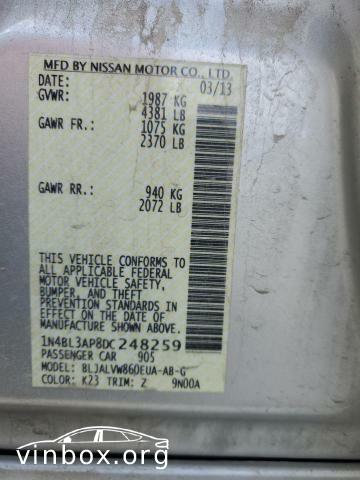 MFD BY NISSAN MOTOR CO., LTD.
DATE: 03/13
GVWR: 1987 KG
4381 LB
GAWR FR.: 1075 KG
2370 LB
GAWR RR.: 940 KG
2072 LB
THIS VEHICLE CONFORMS TO
ALL APPLICABLE FEDERAL
MOTOR VEHICLE SAFETY,
BUMPER, AND THEFT
PREVENTION STANDARDS IN
EFFECT ON THE DATE OF
MANUFACTURE SHOWN ABOVE.
1N4BL3AP8DC248259
PASSENGER CAR 905
MODEL: BLJALVW860EUA-AB-G
COLOR: K23 TRIM: Z 9N00A
vinbox.org